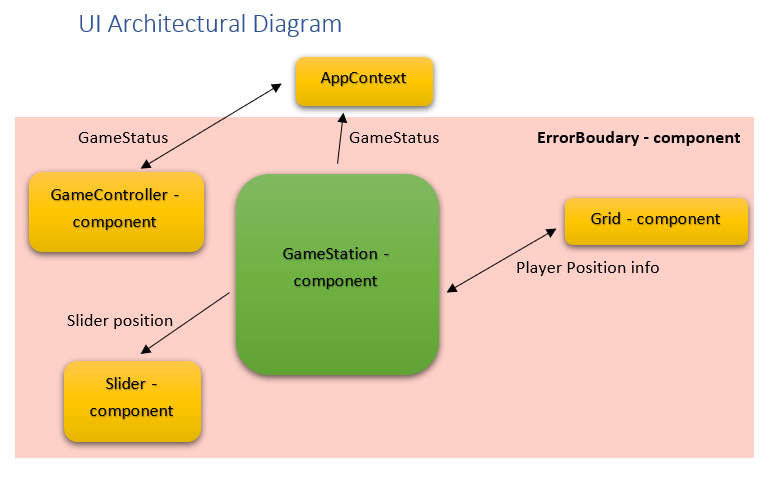 UI Architectural Diagram
AppContext
GameStatus
GameStatus
ErrorBoudary - component
GameController -
component
Grid - component
GameStation -
component
Player Position info
Slider position
Slider -
component